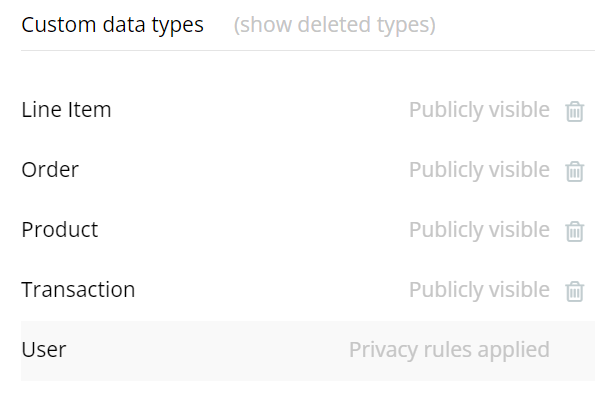 Custom data types (show deleted types)
Line Item Publicly visible
Order Publicly visible
Product Publicly visible
Transaction Publicly visible
User Privacy rules applied